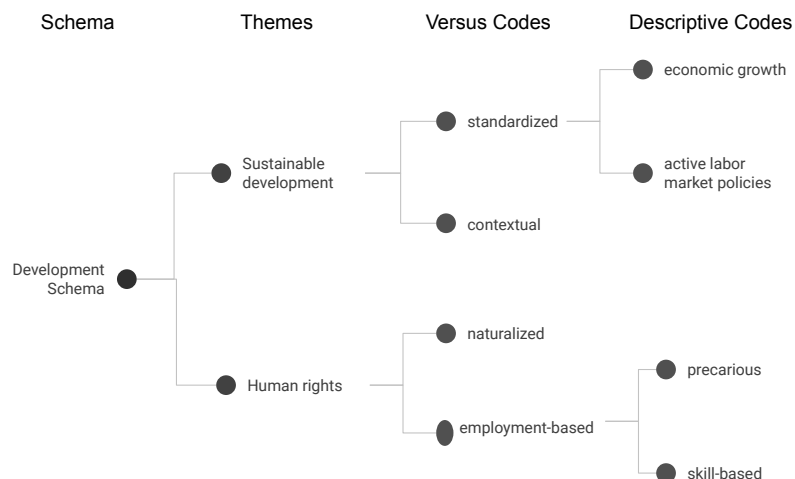 Schema Themes Versus Codes Descriptive Codes
economic growth
standardized
Sustainable
development
active labor
market policies
contextual
Development
Schema
naturalized
Human rights
precarious
employment-based
skill-based